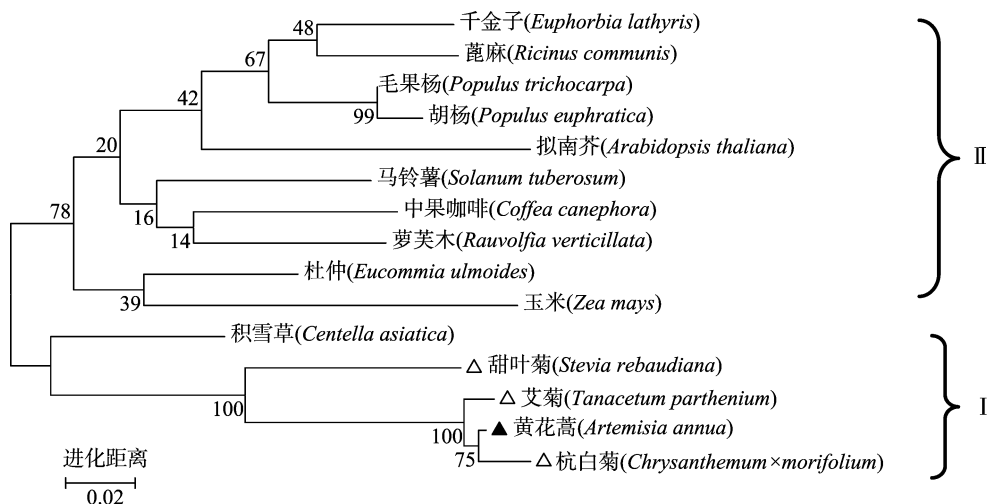 千金子(Euphorbia lathyris)
48
蓖麻(Ricinus communis)
67
毛果杨(Populus trichocarpa)
42
99
胡杨(Populus euphratica)
20
拟南芥(Arabidopsis thaliana)
Ⅱ
马铃薯(Solanum tuberosum)
78
16
中果咖啡(Coffea canephora)
14
萝芙木(Rauvolfia verticillata)
杜仲(Eucommia ulmoides)
39
玉米(Zea mays)
积雪草(Centella asiatica)
△ 甜叶菊(Stevia rebaudiana)
100
△ 艾菊(Tanacetum parthenium)
Ⅰ
100
▲ 黄花蒿(Artemisia annua)
75
△ 杭白菊(Chrysanthemum×morifolium)
进化距离
0.02